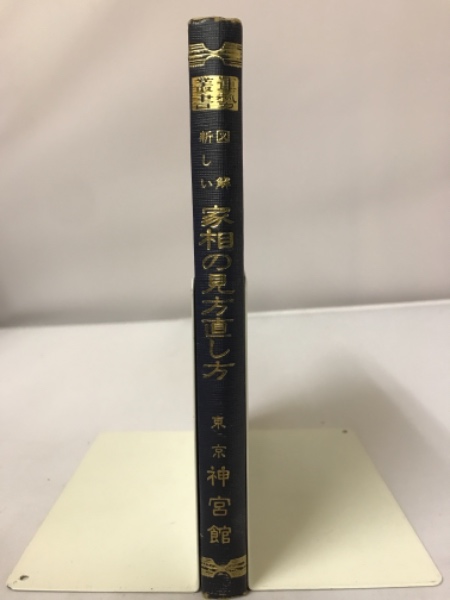 図解
新しい
家相の見方直し方
東京
神宮館